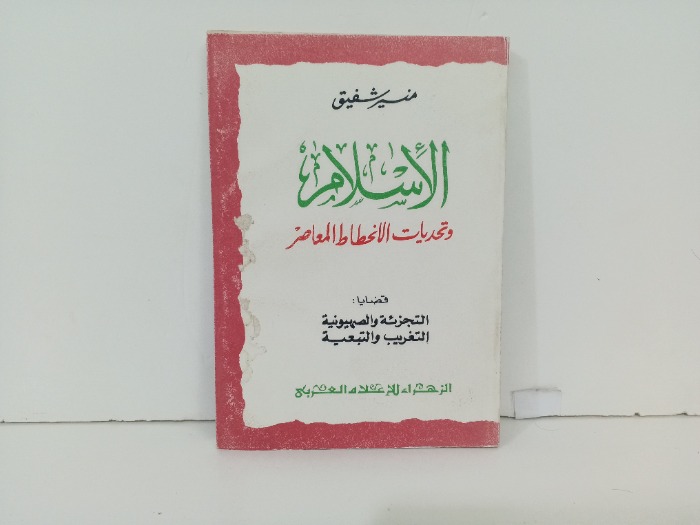 منير شفيق
الإسلام
وتحديات الانحطاط المعاصر
قضايا:
التجزئة والصهيونية
التغريب والتبعية
الزهراء للإعلام العربي